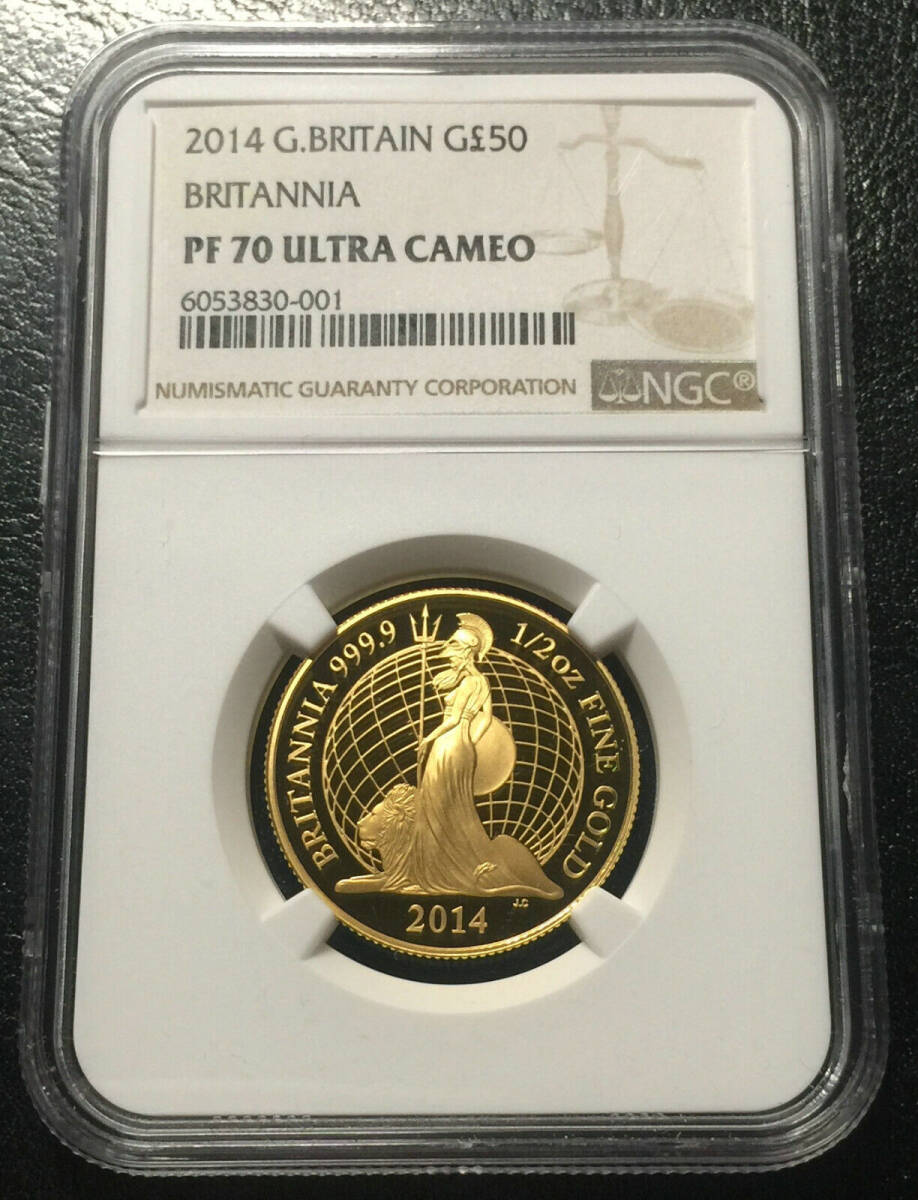 2014 G.BRITAIN G£50
BRITANNIA
PF 70 ULTRA CAMEO
6053830-001
NUMISMATIC GUARANTY CORPORATION
NGC®
BRITANNIA 999.9
1/2 OZ FINE GOLD
J.C
2014